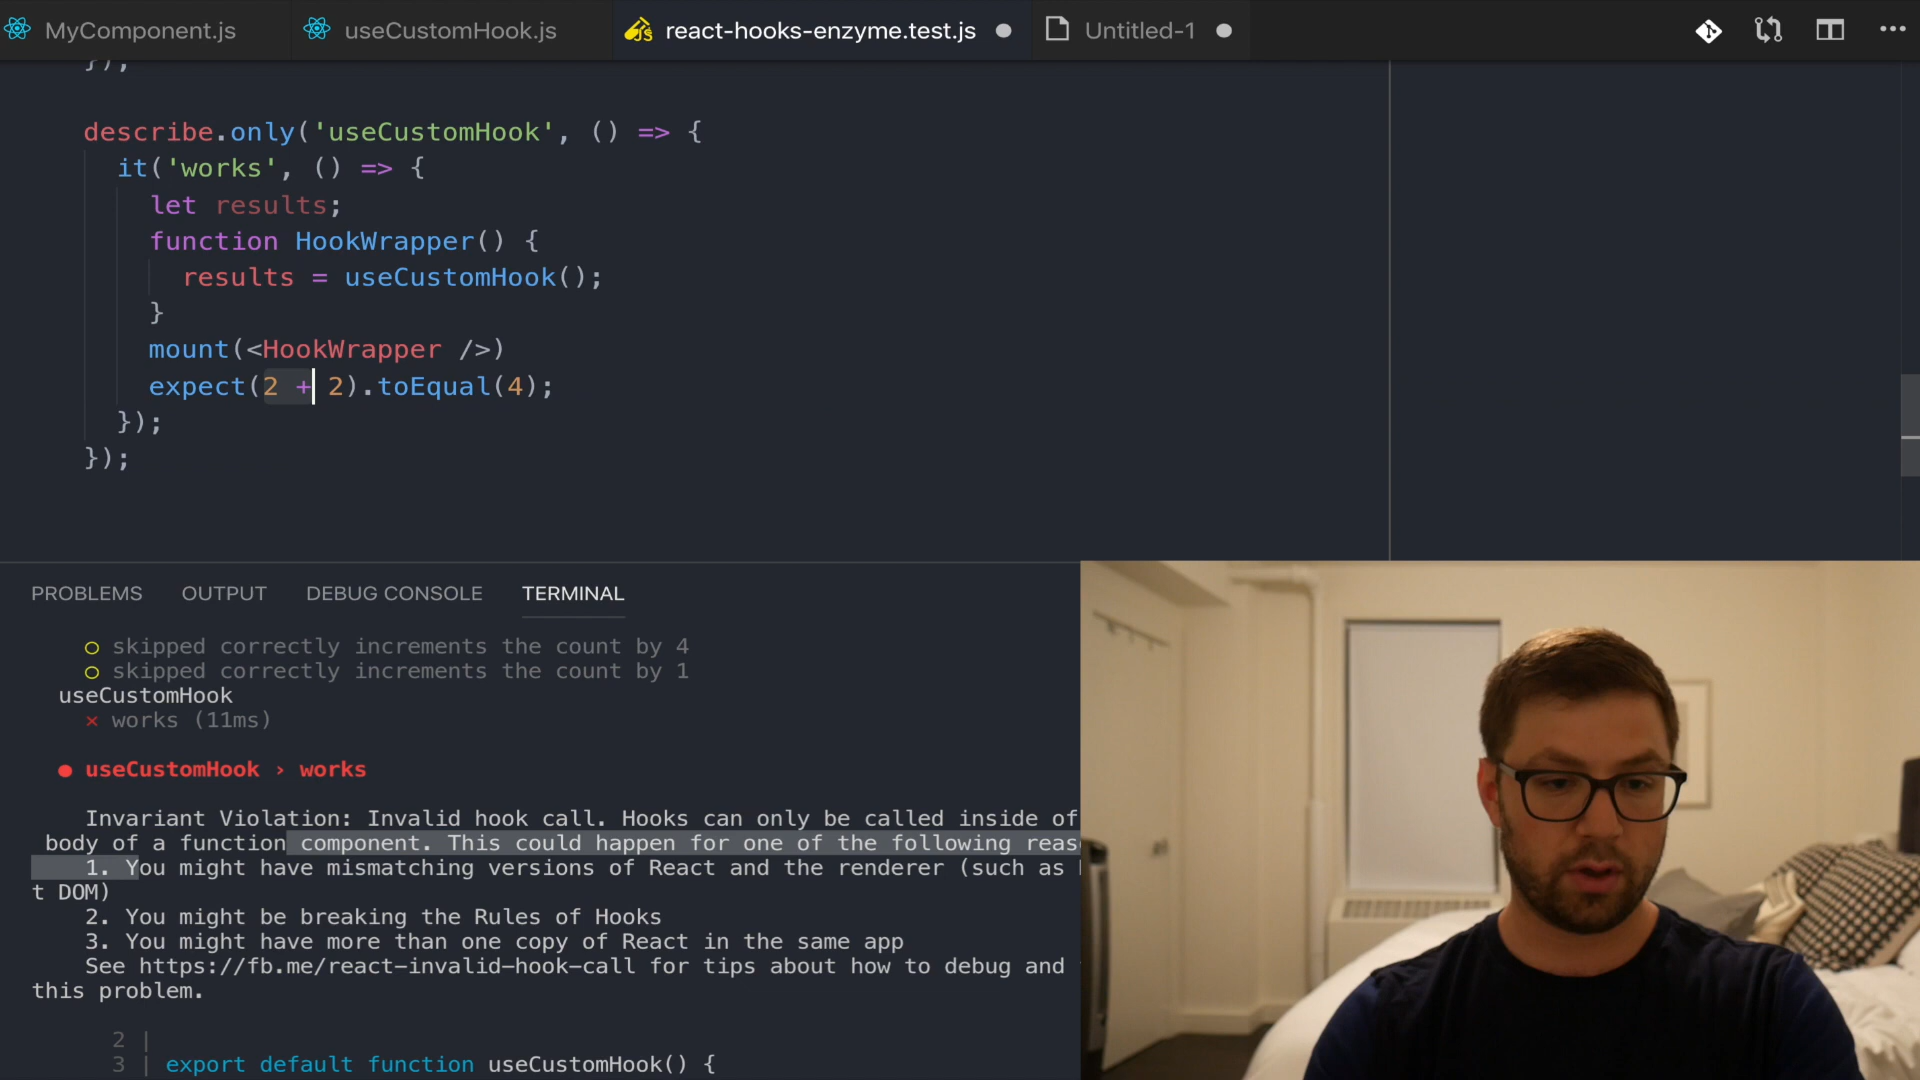 MyComponent.js
useCustomHook.js
react-hooks-enzyme.test.js
Untitled-1
});
describe.only('useCustomHook', () => {
it('works', () => {
let results;
function HookWrapper() {
results = useCustomHook();
}
mount(<HookWrapper />)
expect(2 + 2).toEqual(4);
});
});
PROBLEMS
OUTPUT
DEBUG CONSOLE
TERMINAL
skipped correctly increments the count by 4
skipped correctly increments the count by 1
useCustomHook
× works (11ms)
● useCustomHook › works
Invariant Violation: Invalid hook call. Hooks can only be called inside of
body of a function component. This could happen for one of the following reas
1. You might have mismatching versions of React and the renderer (such as
t DOM)
2. You might be breaking the Rules of Hooks
3. You might have more than one copy of React in the same app
See https://fb.me/react-invalid-hook-call for tips about how to debug and
this problem.
2 |
3 | export default function useCustomHook() {